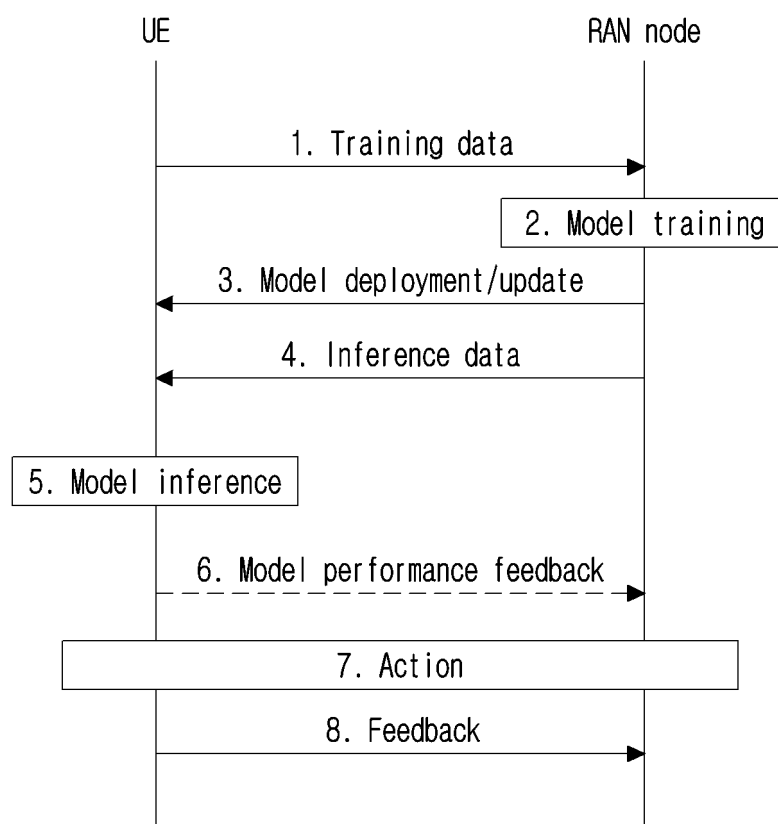 UE
RAN node
1. Training data
2. Model training
3. Model deployment/update
4. Inference data
5. Model inference
6. Model performance feedback
7. Action
8. Feedback